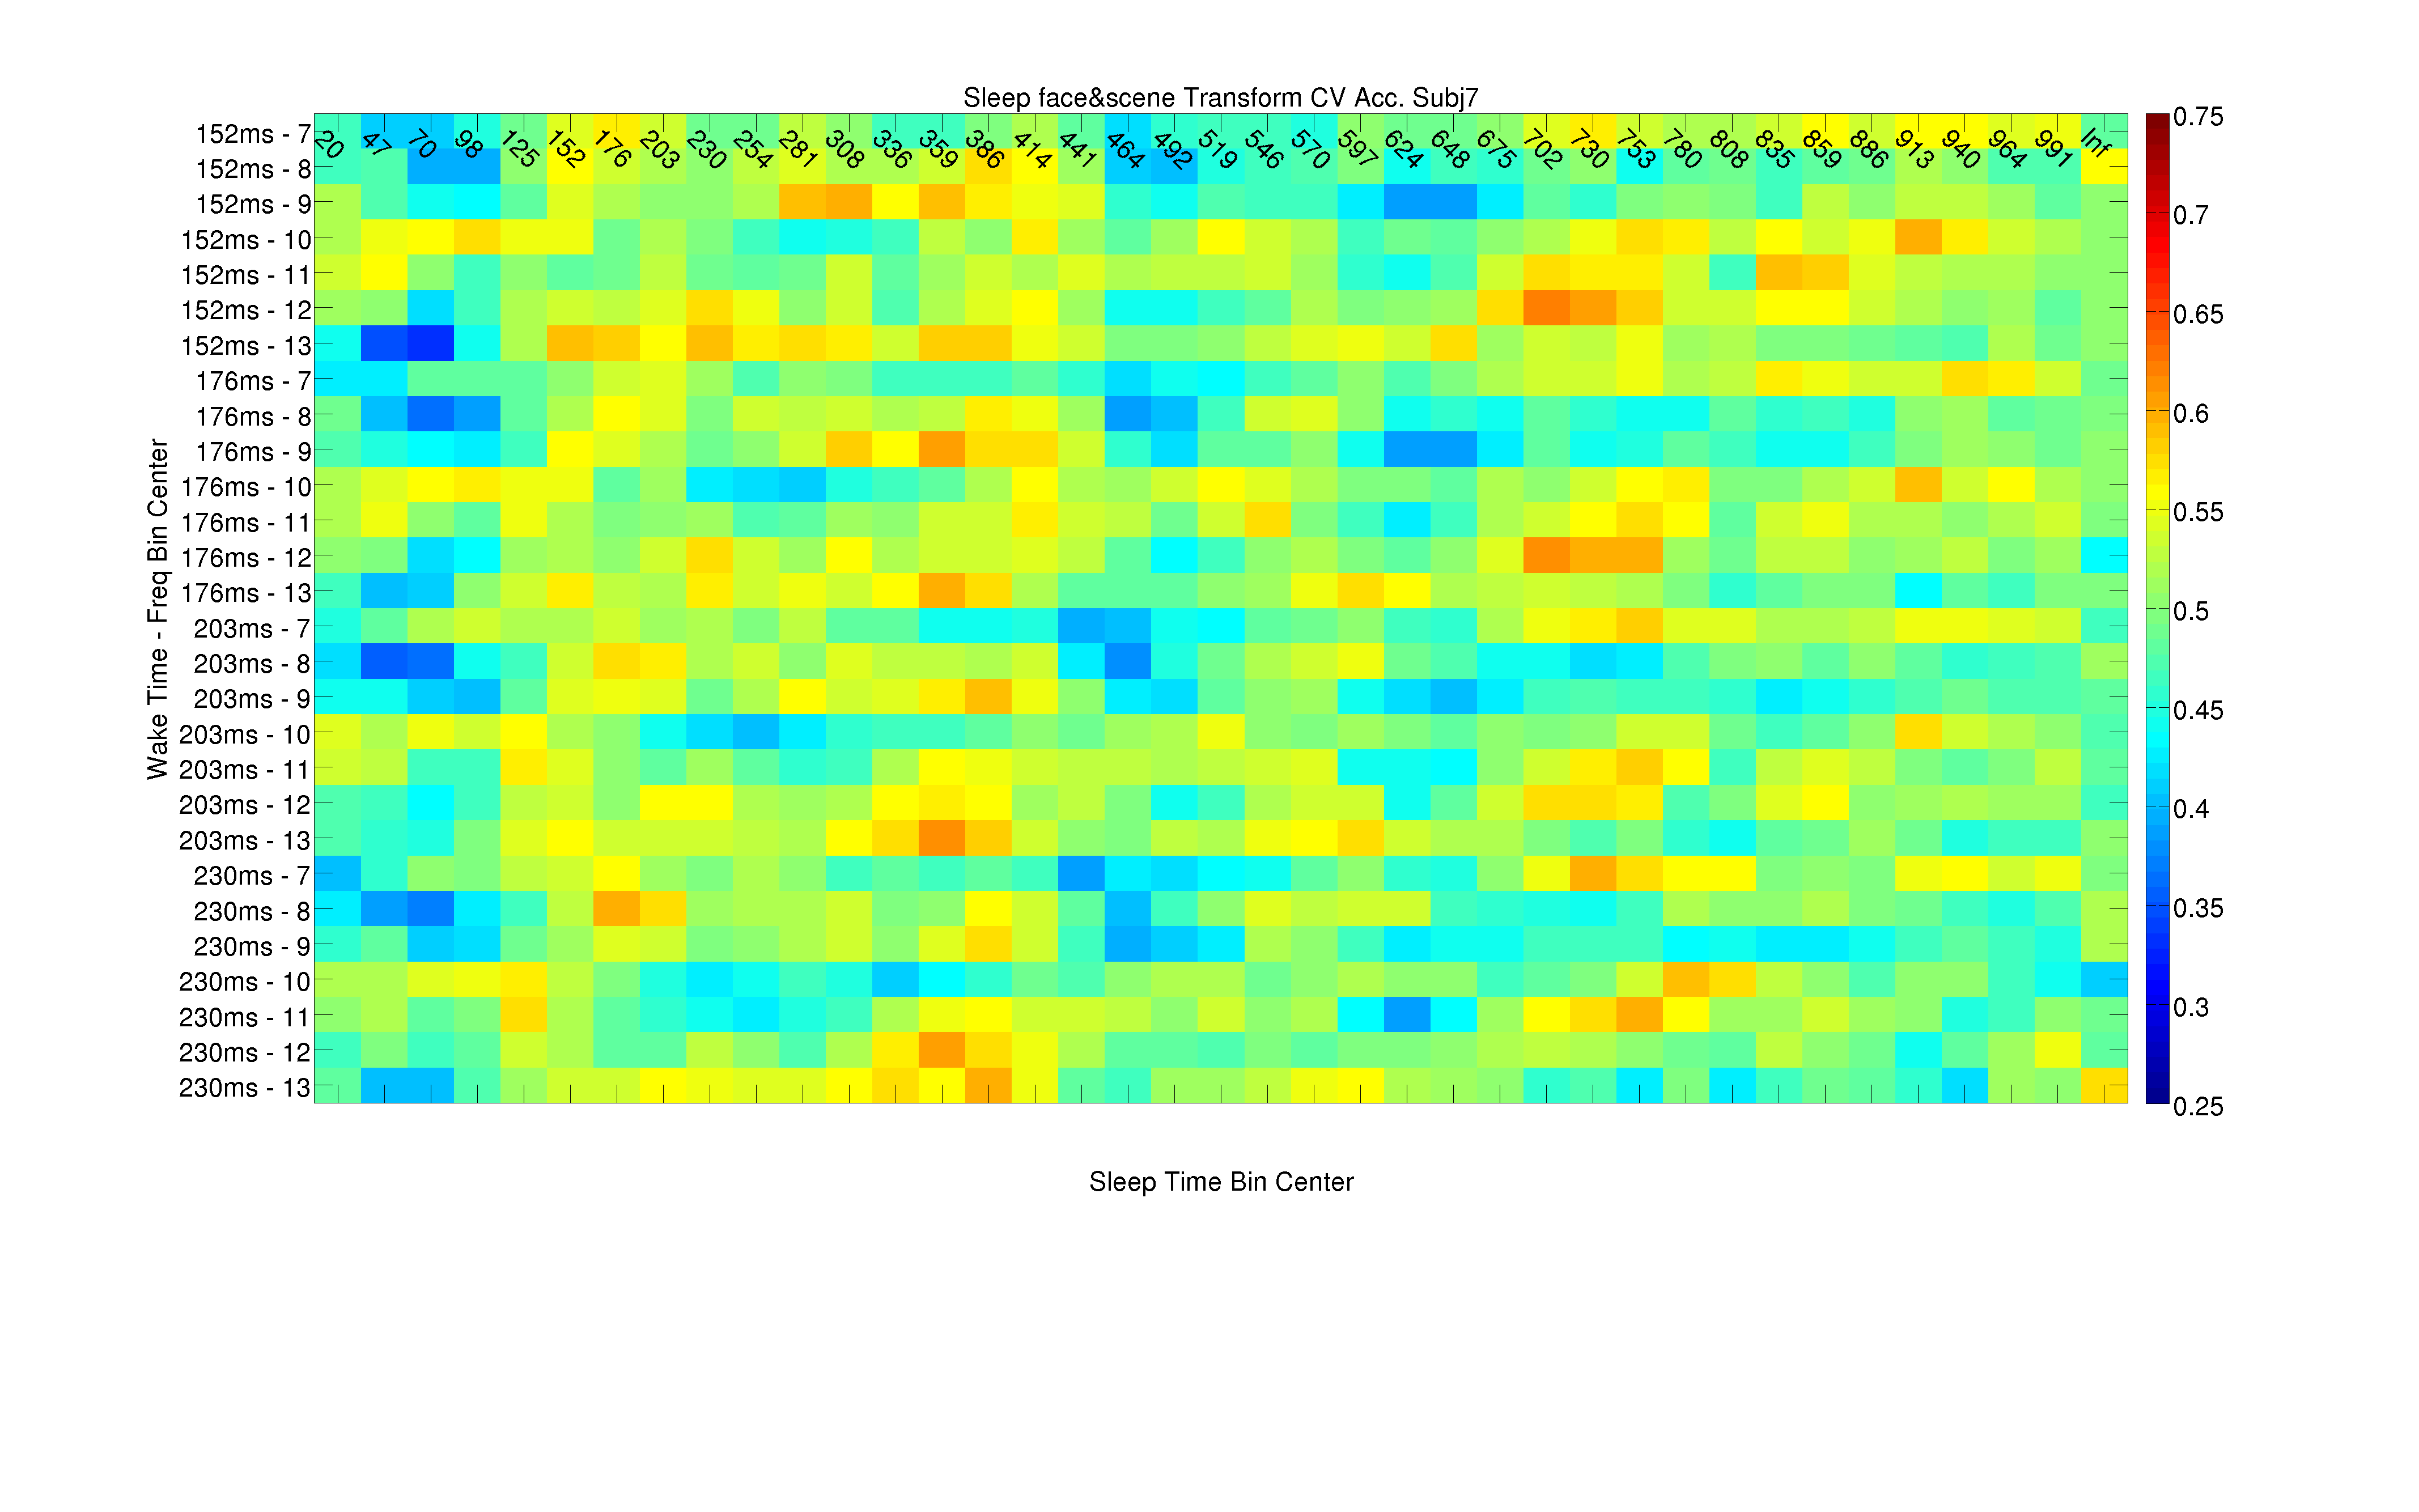 Sleep face&scene Transform CV Acc. Subj7
20 47 70 98 125 152 176 203 230 254 281 308 336 359 386 414 441 464 492 519 546 570 597 624 648 675 702 730 753 780 808 835 859 886 913 940 964 991 Inf
152ms - 7
152ms - 8
152ms - 9
152ms - 10
152ms - 11
152ms - 12
152ms - 13
176ms - 7
176ms - 8
176ms - 9
176ms - 10
176ms - 11
176ms - 12
176ms - 13
203ms - 7
203ms - 8
203ms - 9
203ms - 10
203ms - 11
203ms - 12
203ms - 13
230ms - 7
230ms - 8
230ms - 9
230ms - 10
230ms - 11
230ms - 12
230ms - 13
Wake Time - Freq Bin Center
Sleep Time Bin Center
0.75
0.7
0.65
0.6
0.55
0.5
0.45
0.4
0.35
0.3
0.25